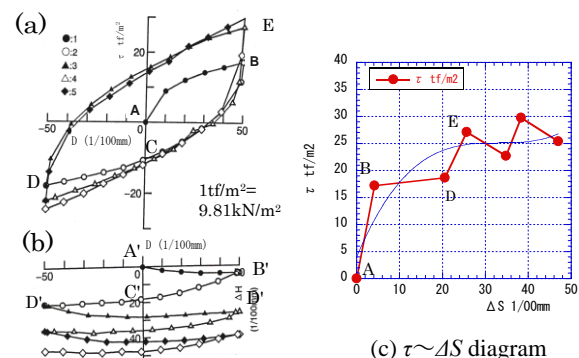 (a)
τ tf/m²
E
●:1
○:2
▲:3
△:4
◆:5
20
B
A
-50
50
D (1/100mm)
C
D
-20
1tf/m²=
9.81kN/m²
(b)
D (1/100mm)
A'
-50
50
B'
C'
D'
D'
ΔH
(1/100mm)
20
40
τ tf/m2
40
35
30
25
20
15
10
5
0
τ tf/m2
E
B
D
A
0 10 20 30 40 50
ΔS 1/00mm
(c) τ~ΔS diagram